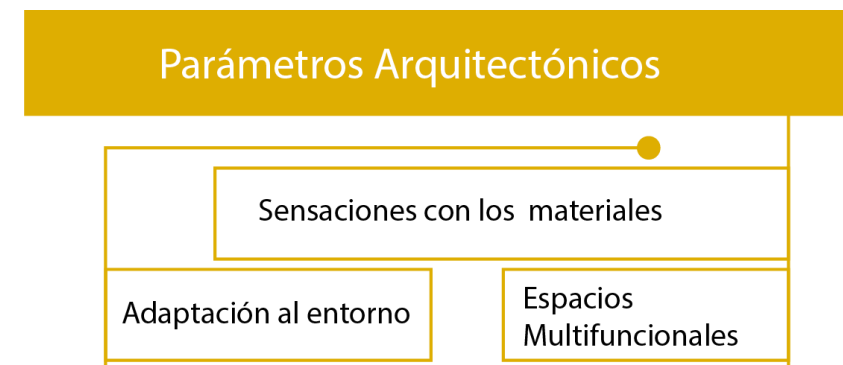 Parámetros Arquitectónicos
Sensaciones con los materiales
Adaptación al entorno
Espacios
Multifuncionales